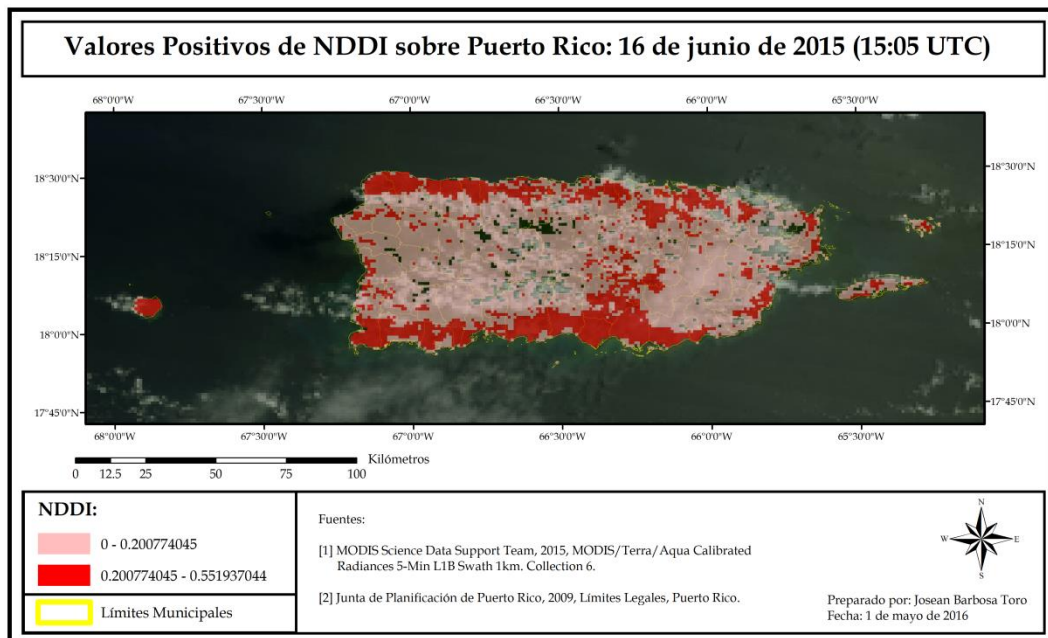 Valores Positivos de NDDI sobre Puerto Rico: 16 de junio de 2015 (15:05 UTC)
68°0'0"W 67°30'0"W 67°0'0"W 66°30'0"W 66°0'0"W 65°30'0"W
18°30'0"N 18°30'0"N
18°15'0"N 18°15'0"N
18°0'0"N 18°0'0"N
17°45'0"N 17°45'0"N
68°0'0"W 67°30'0"W 67°0'0"W 66°30'0"W 66°0'0"W 65°30'0"W
Kilómetros
0 12.5 25 50 75 100
NDDI:
0 - 0.200774045
0.200774045 - 0.551937044
Límites Municipales
Fuentes:
[1] MODIS Science Data Support Team, 2015, MODIS/Terra/Aqua Calibrated
Radiances 5-Min L1B Swath 1km. Collection 6.
[2] Junta de Planificación de Puerto Rico, 2009, Límites Legales, Puerto Rico.
N
W E
S
Preparado por: Josean Barbosa Toro
Fecha: 1 de mayo de 2016